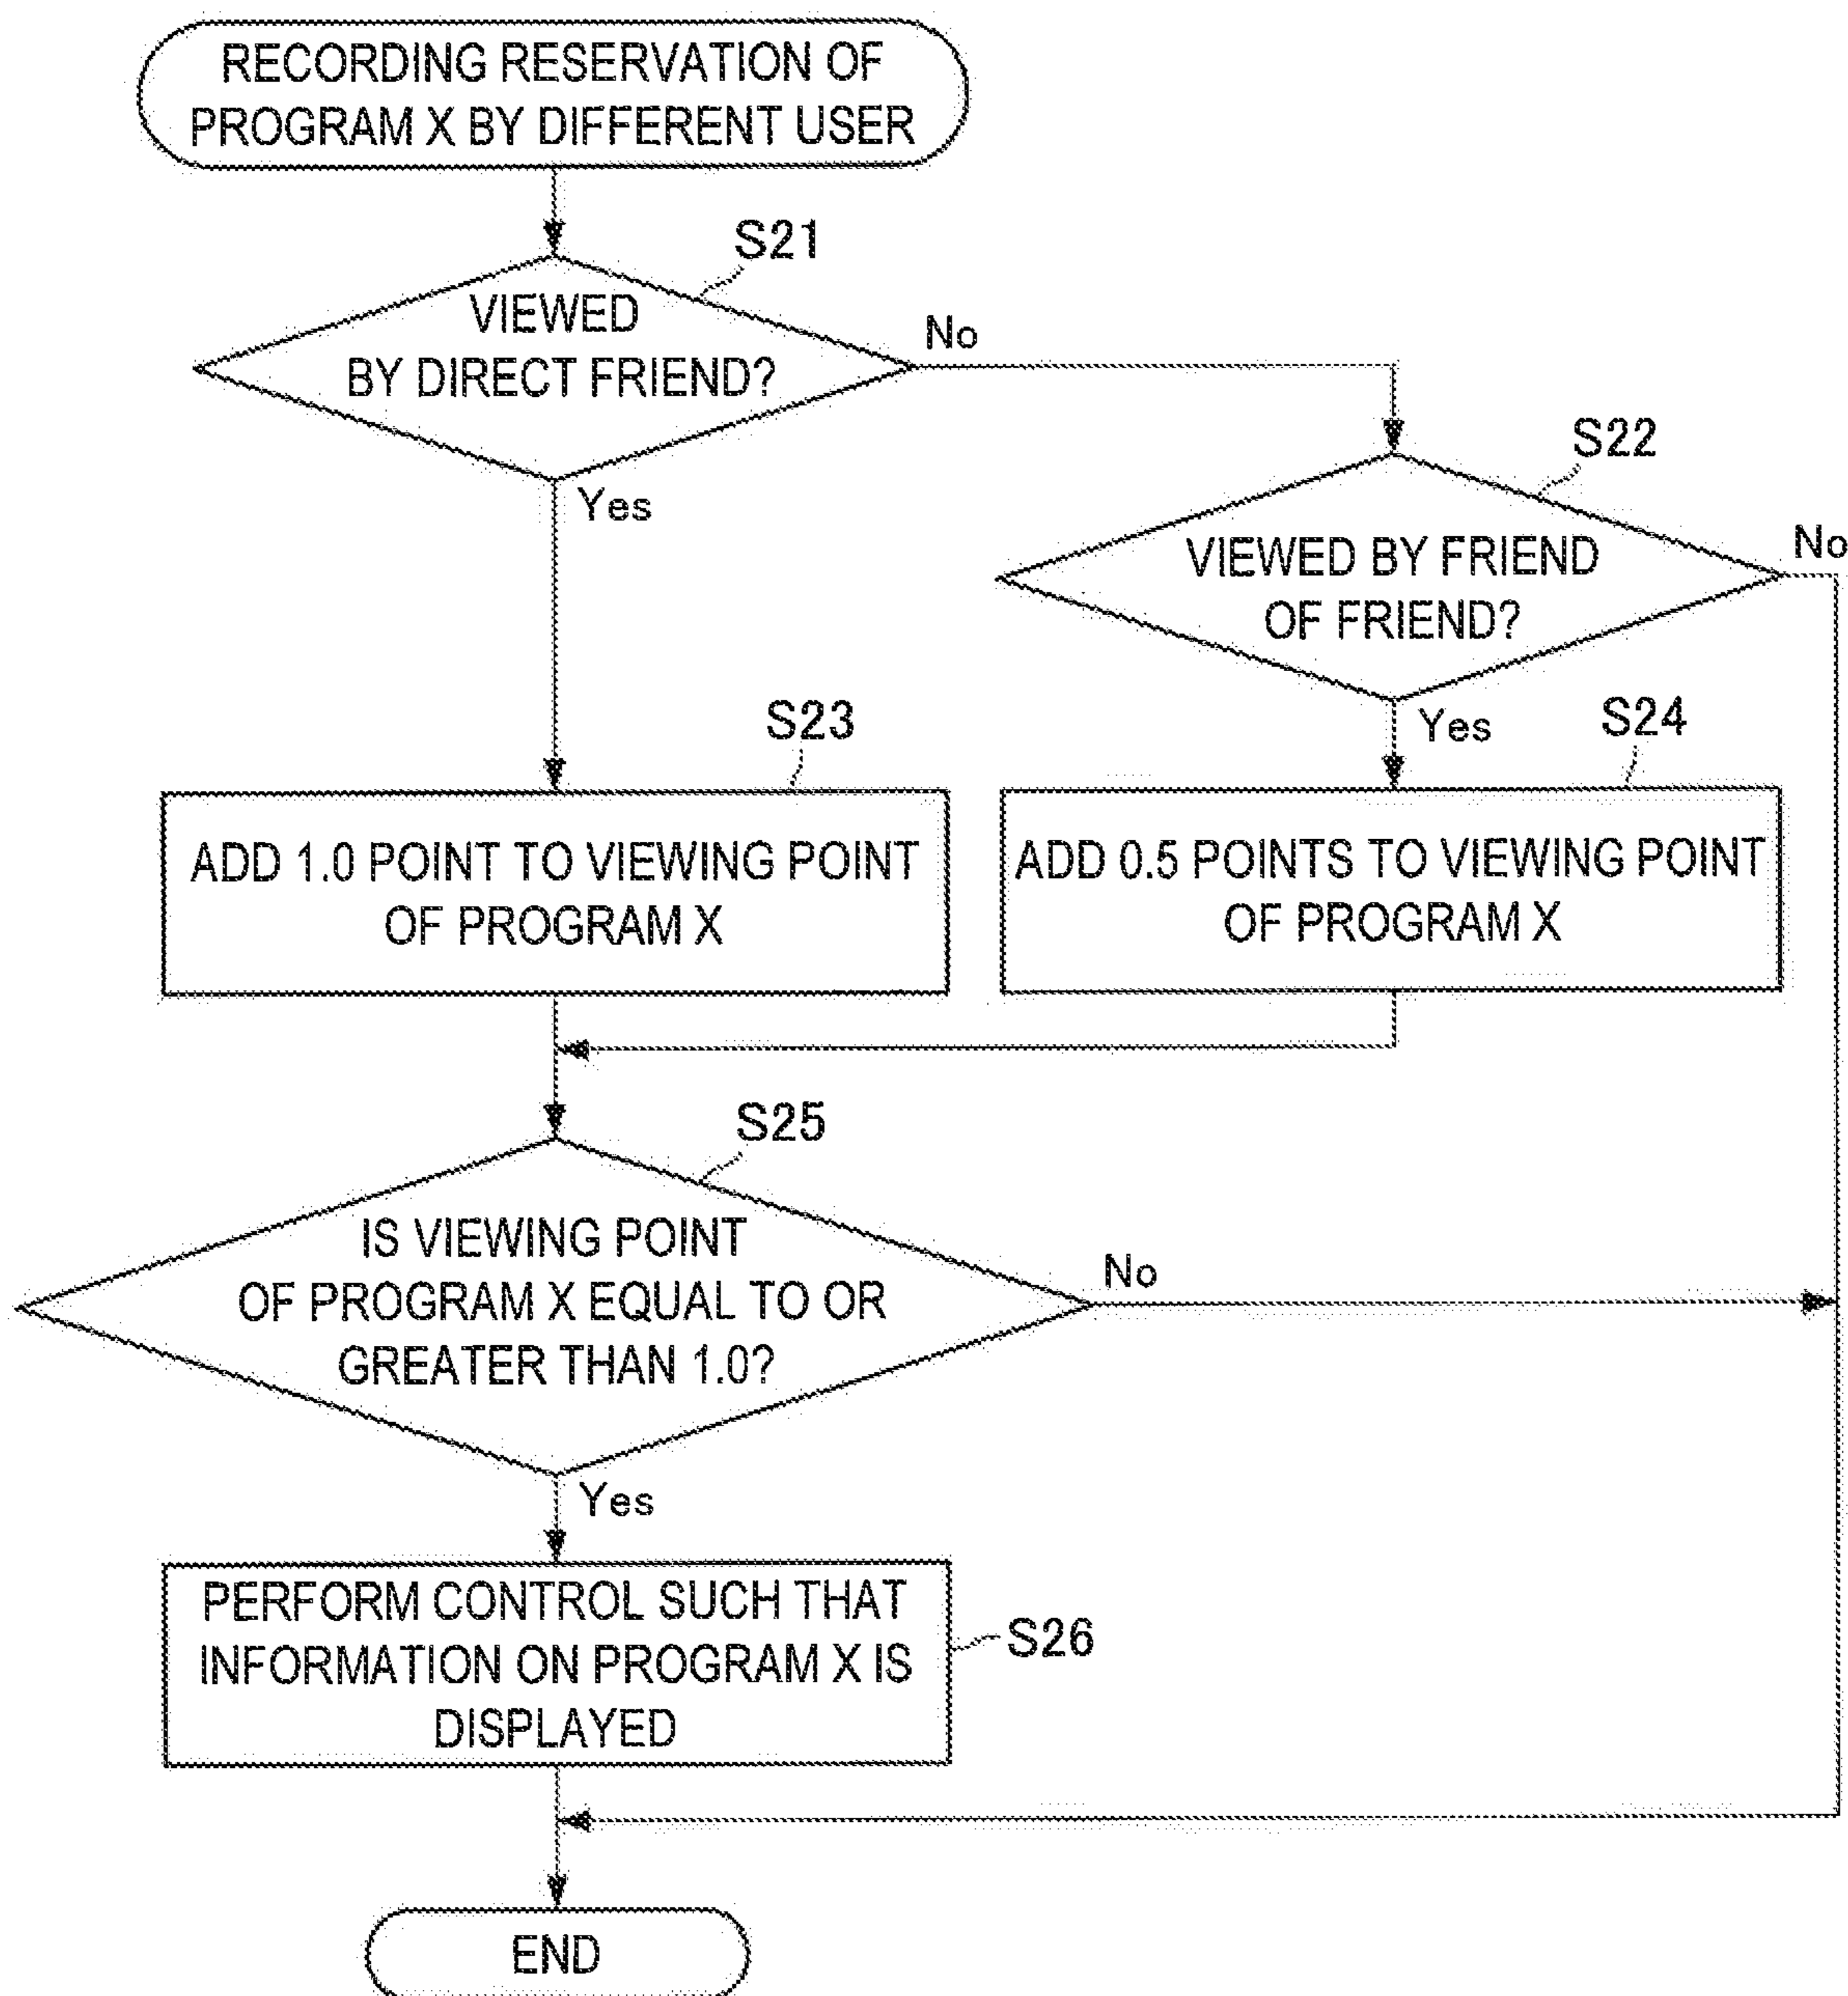 RECORDING RESERVATION OF
PROGRAM X BY DIFFERENT USER
S21
VIEWED
BY DIRECT FRIEND?
No
Yes
S22
VIEWED BY FRIEND
OF FRIEND?
No
Yes
S23
ADD 1.0 POINT TO VIEWING POINT
OF PROGRAM X
S24
ADD 0.5 POINTS TO VIEWING POINT
OF PROGRAM X
S25
IS VIEWING POINT
OF PROGRAM X EQUAL TO OR
GREATER THAN 1.0?
No
Yes
PERFORM CONTROL SUCH THAT
INFORMATION ON PROGRAM X IS
DISPLAYED
S26
END